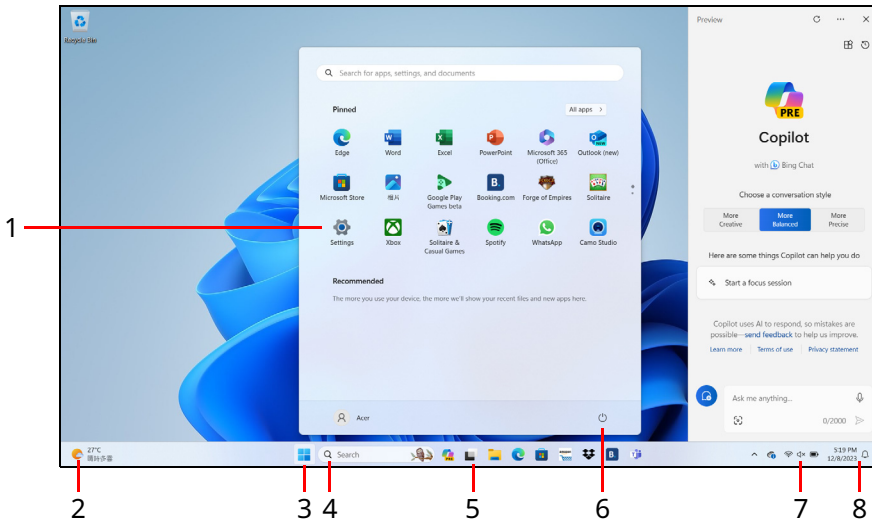 Recycle Bin
Preview
Search for apps, settings, and documents
Pinned
All apps
Edge
Word
Excel
PowerPoint
Microsoft 365
(Office)
Outlook (new)
Microsoft Store
相片
Google Play
Games beta
Booking.com
Forge of Empires
Solitaire
Settings
Xbox
Solitaire &
Casual Games
Spotify
WhatsApp
Camo Studio
Recommended
The more you use your device, the more we'll show your recent files and new apps here.
Acer
PRE
Copilot
with Bing Chat
Choose a conversation style
More
Creative
More
Balanced
More
Precise
Here are some things Copilot can help you do
Start a focus session
Copilot uses AI to respond, so mistakes are
possible—send feedback to help us improve.
Learn more
Terms of use
Privacy statement
Ask me anything...
0/2000
27°C
Search
5:19 PM
12/8/2023
1
2
3
4
5
6
7
8